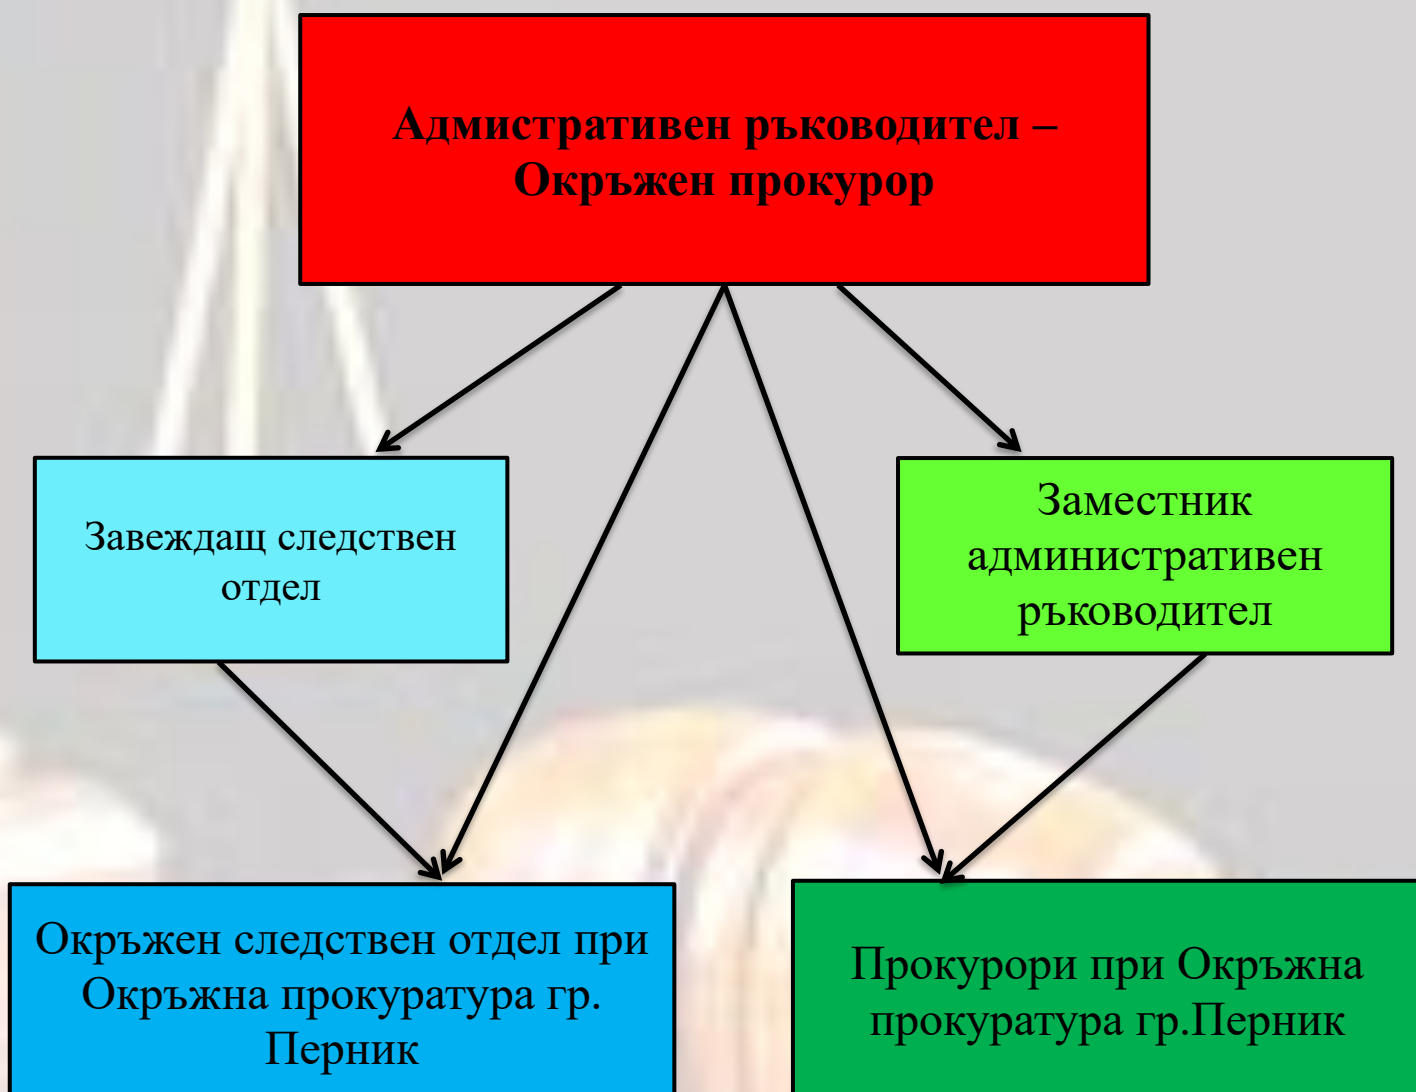 Адмистративен ръководител –
Окръжен прокурор
Завеждащ следствен
отдел
Заместник
административен
ръководител
Окръжен следствен отдел при
Окръжна прокуратура гр.
Перник
Прокурори при Окръжна
прокуратура гр.Перник